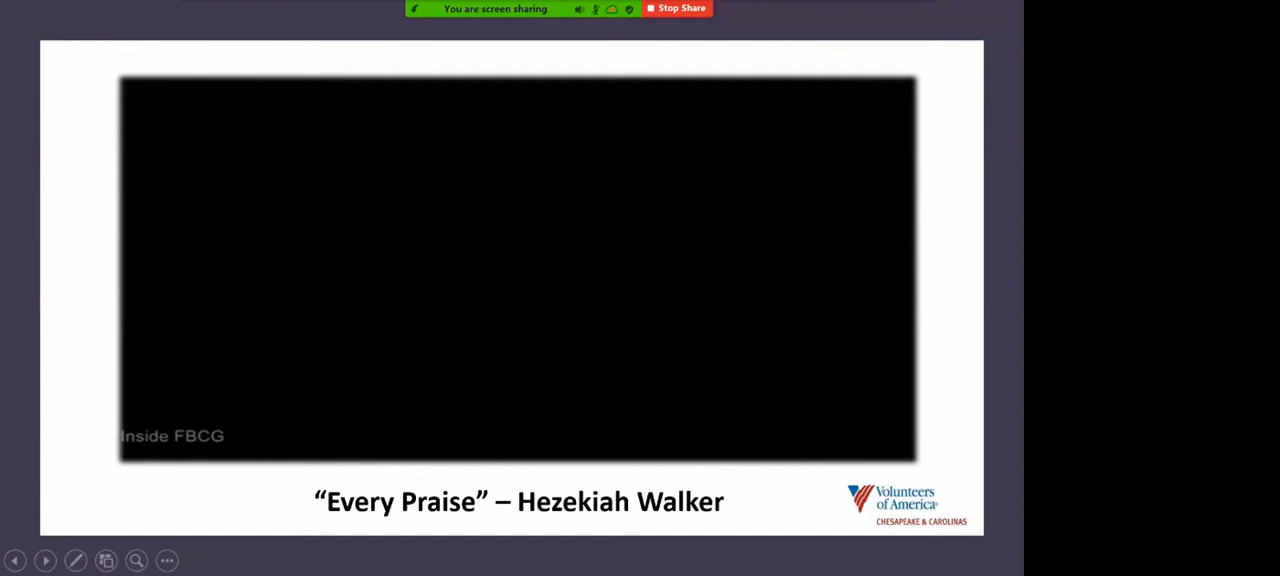 You are screen sharing
Stop Share
Inside FBCG
“Every Praise” – Hezekiah Walker
Volunteers
of America
CHESAPEAKE & CAROLINAS